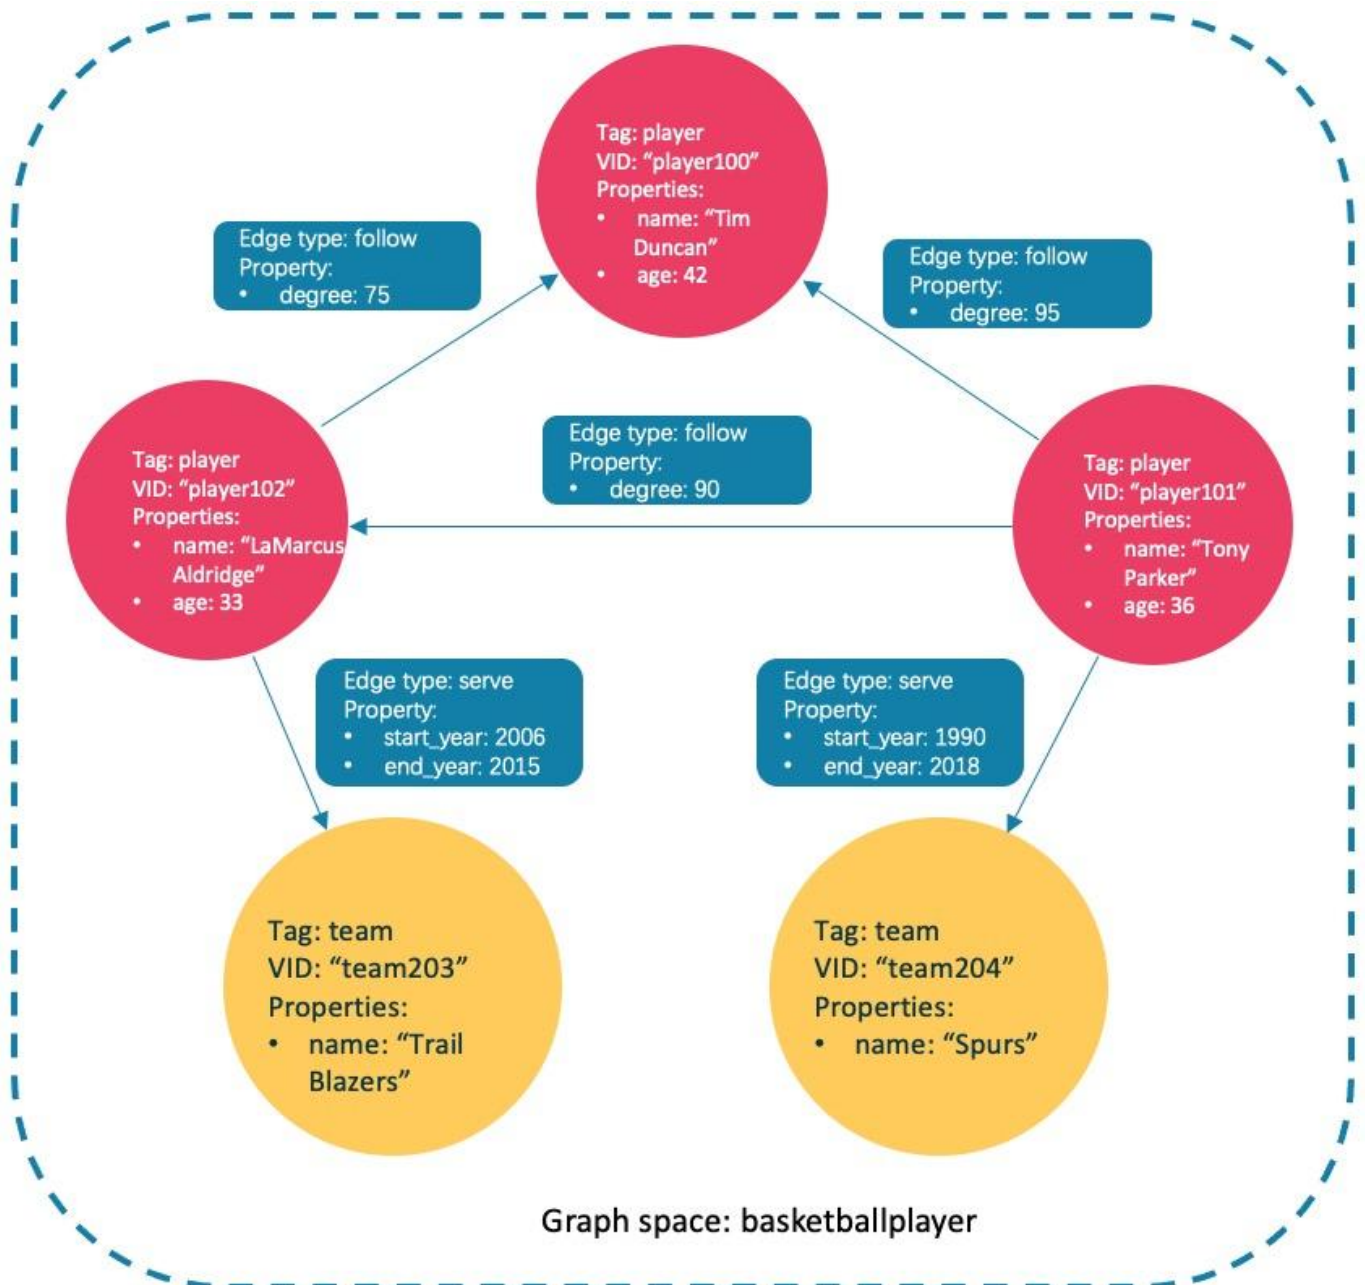 Tag: player
VID: “player100”
Properties:
• name: “Tim
Duncan”
• age: 42
Edge type: follow
Property:
• degree: 75
Edge type: follow
Property:
• degree: 95
Edge type: follow
Property:
• degree: 90
Tag: player
VID: “player102”
Properties:
• name: “LaMarcus
Aldridge”
• age: 33
Tag: player
VID: “player101”
Properties:
• name: “Tony
Parker”
• age: 36
Edge type: serve
Property:
• start_year: 2006
• end_year: 2015
Edge type: serve
Property:
• start_year: 1990
• end_year: 2018
Tag: team
VID: “team203”
Properties:
• name: “Trail
Blazers”
Tag: team
VID: “team204”
Properties:
• name: “Spurs”
Graph space: basketballplayer